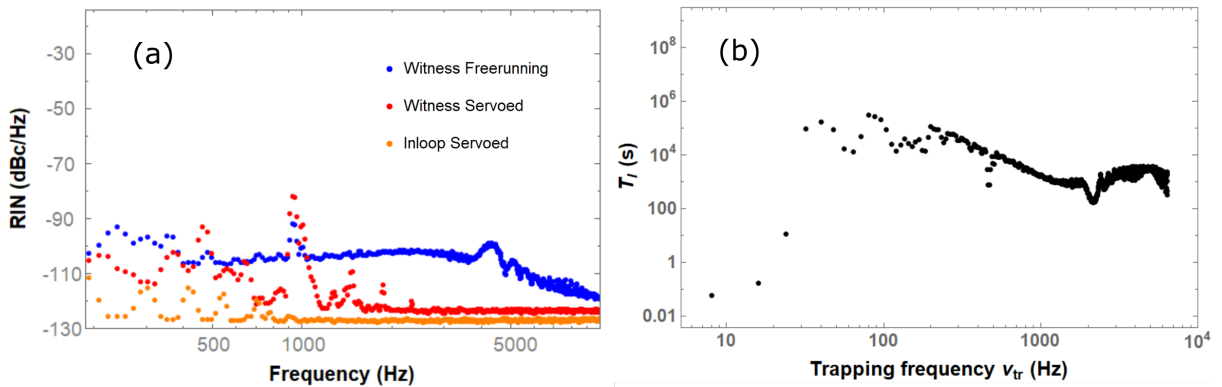 (a)
RIN (dBc/Hz)
-30
-50
-70
-90
-110
-130
Witness Freerunning
Witness Servoed
Inloop Servoed
500
1000
5000
Frequency (Hz)
(b)
T_I (s)
10^8
10^6
10^4
100
1
0.01
10
100
1000
10^4
Trapping frequency ν_tr (Hz)